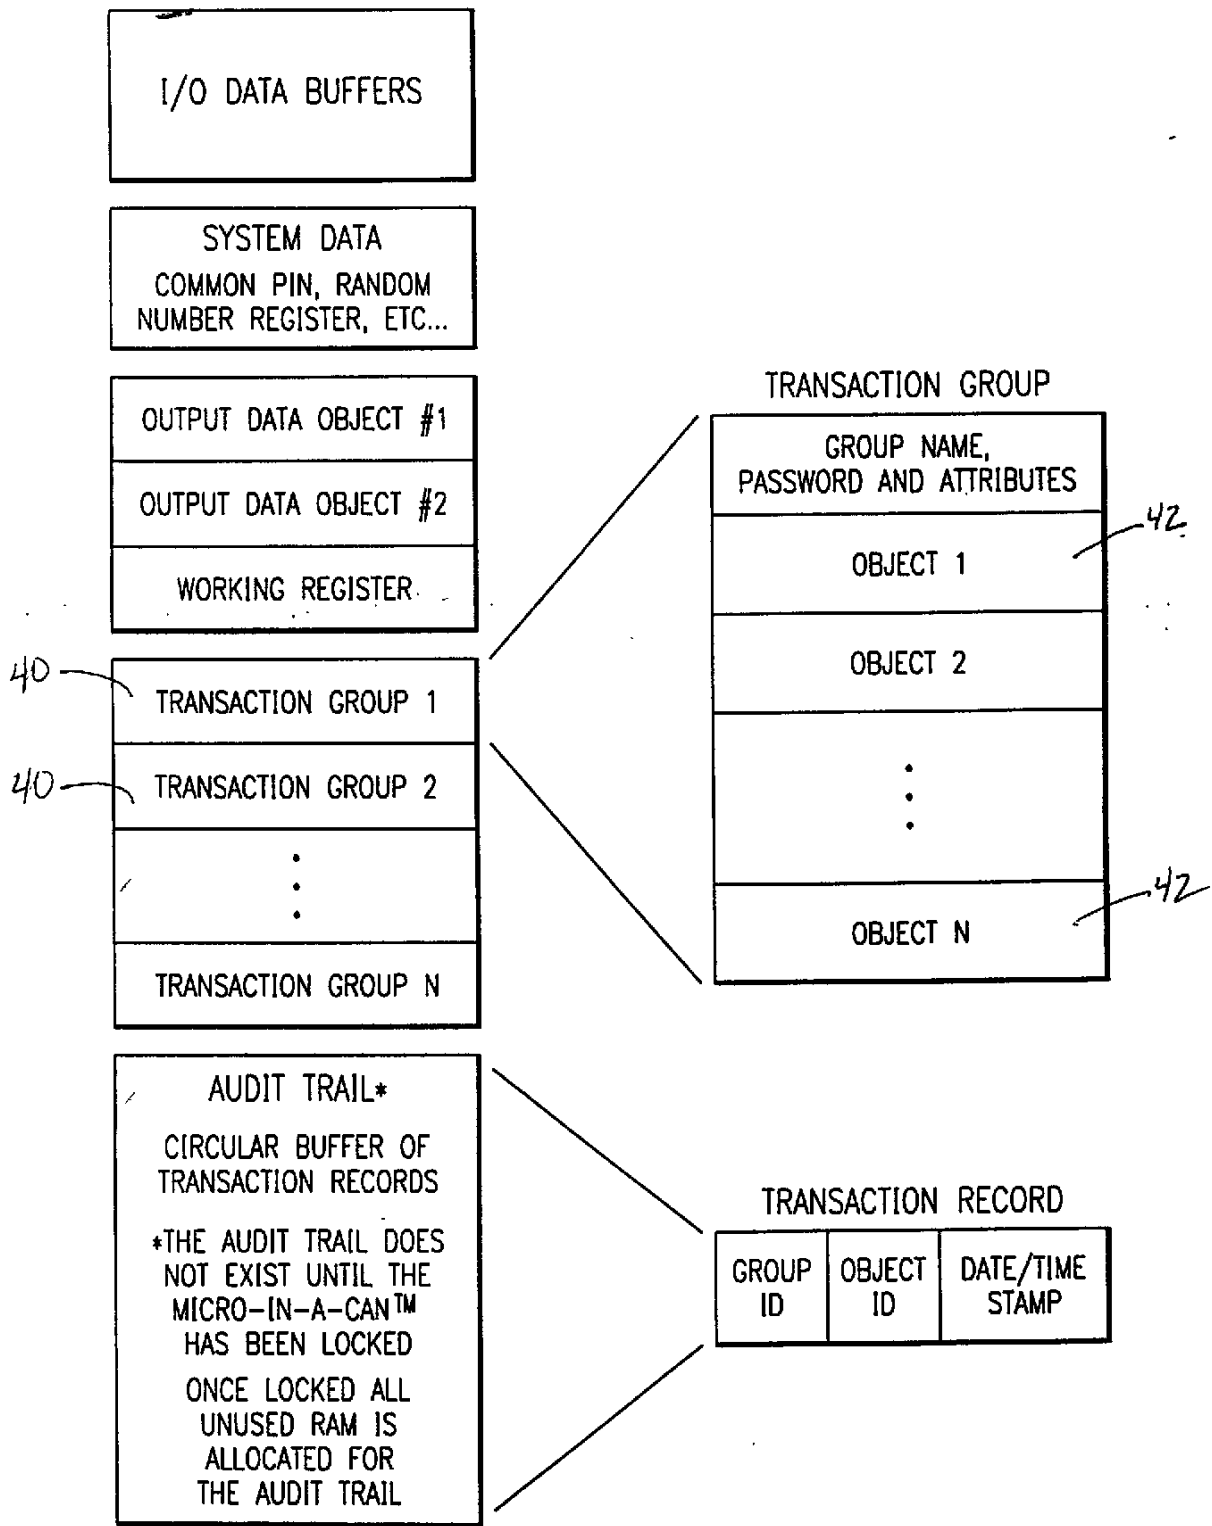 I/O DATA BUFFERS
SYSTEM DATA
COMMON PIN, RANDOM
NUMBER REGISTER, ETC...
OUTPUT DATA OBJECT #1
OUTPUT DATA OBJECT #2
WORKING REGISTER
40
TRANSACTION GROUP 1
40
TRANSACTION GROUP 2
TRANSACTION GROUP N
TRANSACTION GROUP
GROUP NAME,
PASSWORD AND ATTRIBUTES
42
OBJECT 1
OBJECT 2
42
OBJECT N
AUDIT TRAIL*
CIRCULAR BUFFER OF
TRANSACTION RECORDS
*THE AUDIT TRAIL DOES
NOT EXIST UNTIL THE
MICRO-IN-A-CAN™
HAS BEEN LOCKED
ONCE LOCKED ALL
UNUSED RAM IS
ALLOCATED FOR
THE AUDIT TRAIL
TRANSACTION RECORD
GROUP
ID
OBJECT
ID
DATE/TIME
STAMP